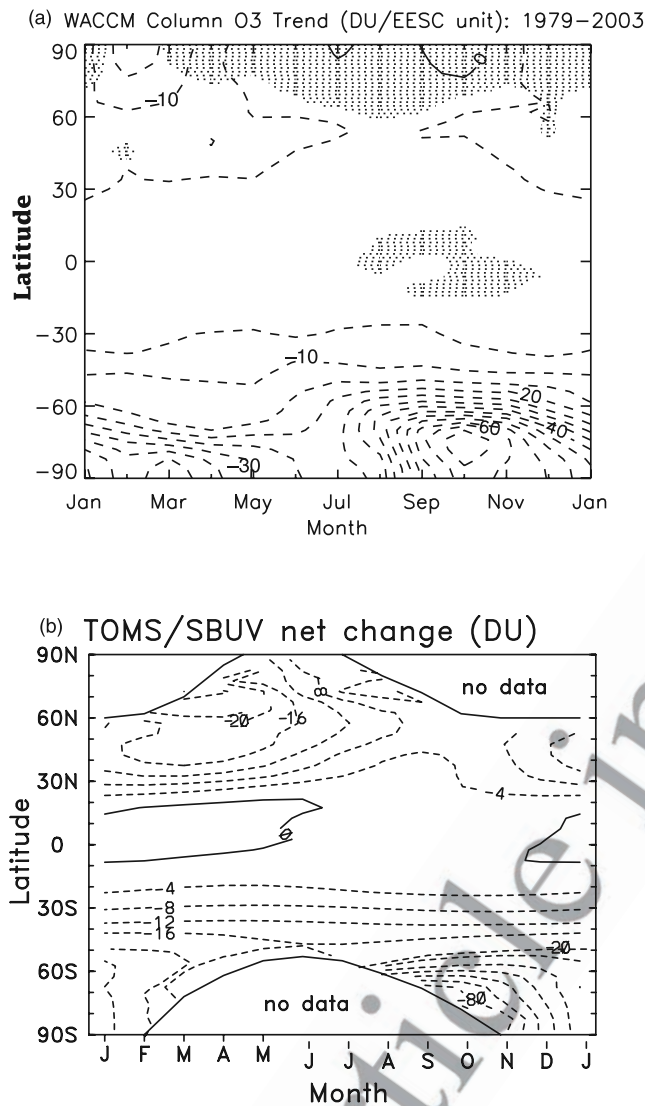 (a) WACCM Column O3 Trend (DU/EESC unit): 1979-2003
90
60
30
0
-30
-60
-90
Latitude
-10
0
-10
-20
-60
-40
-30
Jan Mar May Jul Sep Nov Jan
Month
(b) TOMS/SBUV net change (DU)
90N
60N
30N
0
30S
60S
90S
Latitude
no data
8
-20
-16
4
0
4
8
12
16
-20
no data
-80
J F M A M J J A S O N D J
Month
Article in